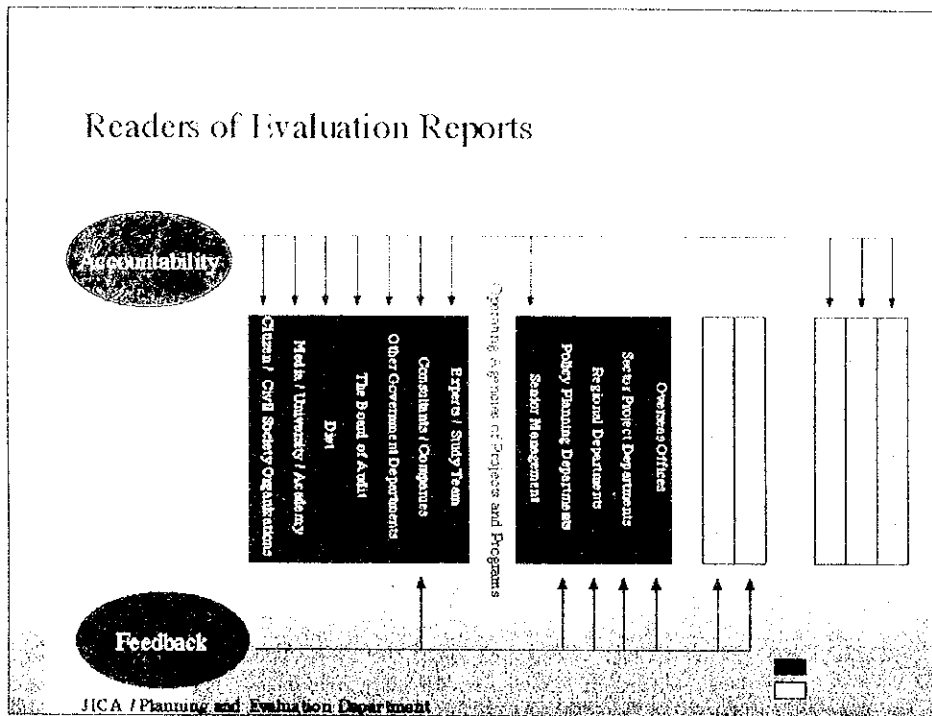 Readers of Evaluation Reports
Accountability
Citizen / Civil Society Organizations
Media / University / Academy
Diet
The Board of Audit
Other Government Departments
Consultants / Companies
Experts / Study Team
Operating Agencies of Projects and Programs
Senior Management
Policy Planning Departments
Regional Departments
Sector Project Departments
Overseas Offices
Feedback
JICA / Planning and Evaluation Department